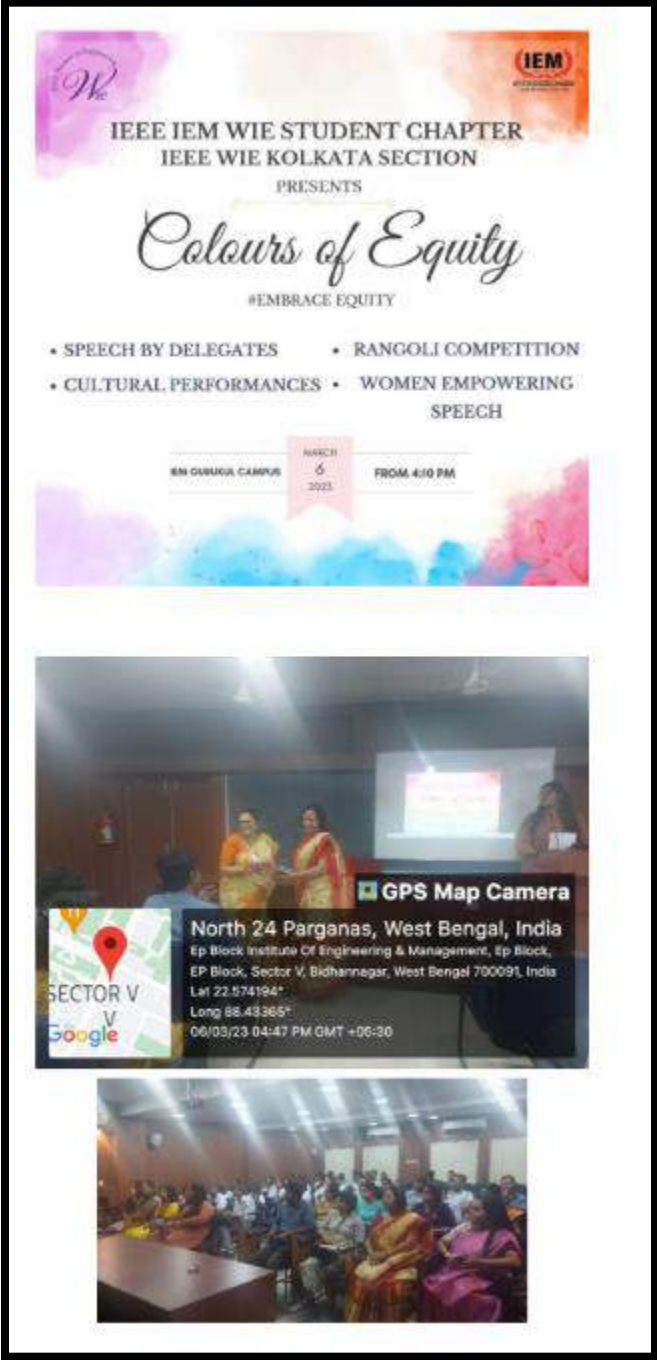 Wie
IEM
IEEE IEM WIE STUDENT CHAPTER
IEEE WIE KOLKATA SECTION
PRESENTS
Colours of Equity
#EMBRACE EQUITY
• SPEECH BY DELEGATES
• CULTURAL PERFORMANCES
• RANGOLI COMPETITION
• WOMEN EMPOWERING
SPEECH
IEM GURUKUL CAMPUS
MARCH
6
2023
FROM 4:10 PM
GPS Map Camera
SECTOR V
V
Google
North 24 Parganas, West Bengal, India
Ep Block Institute Of Engineering & Management, Ep Block,
EP Block, Sector V, Bidhannagar, West Bengal 700091, India
Lat 22.574194°
Long 88.43365°
06/03/23 04:47 PM GMT +05:30
Colours of Equity